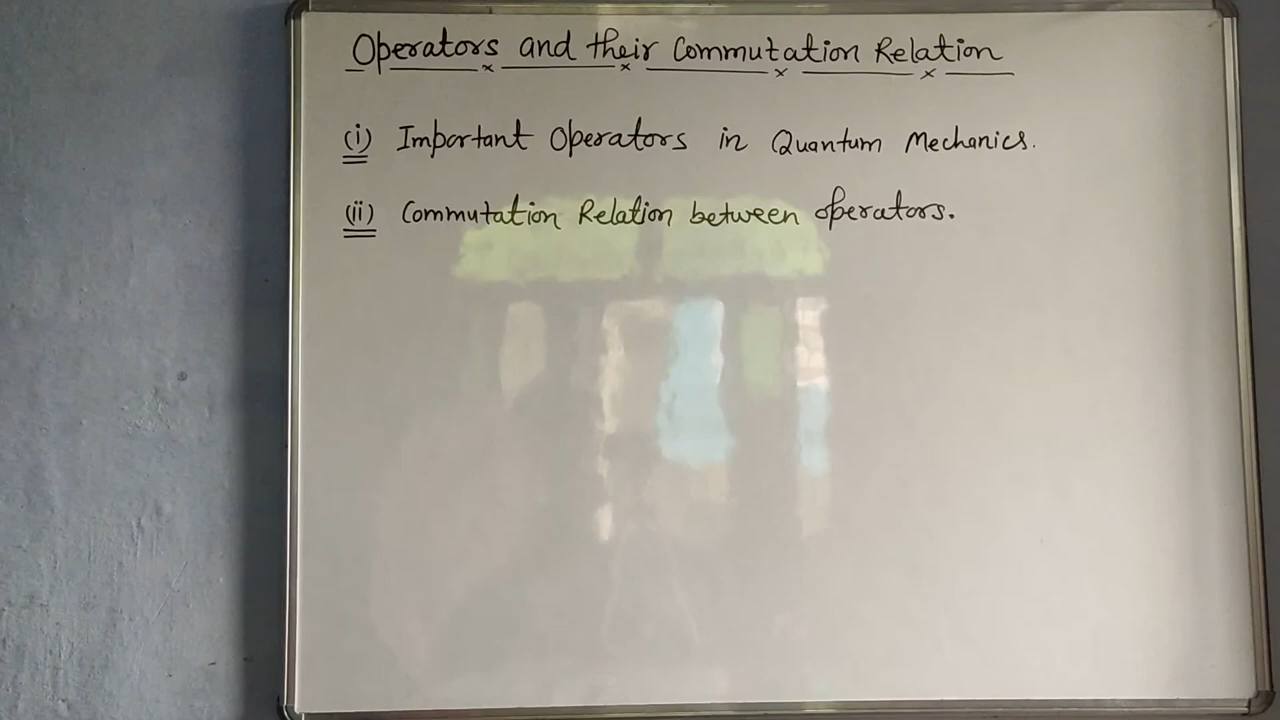 Operators and their Commutation Relation
(i) Important Operators in Quantum Mechanics.
(ii) Commutation Relation between operators.